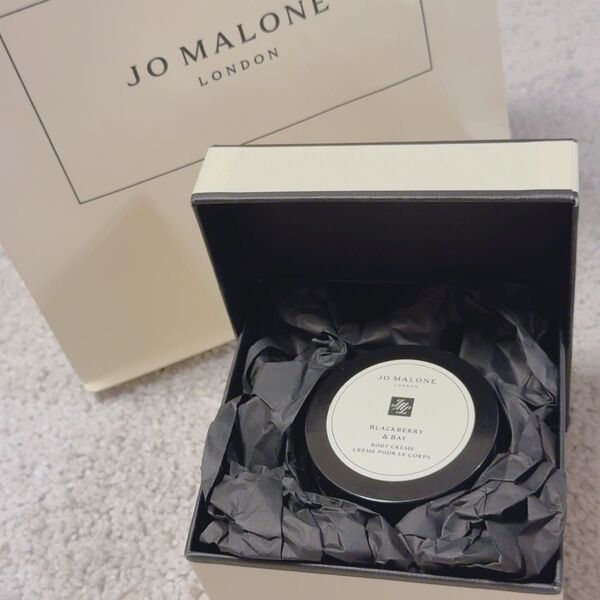 JO MALONE
LONDON
JO MALONE
LONDON
BLACKBERRY
& BAY
BODY CRÈME
CRÈME POUR LE CORPS